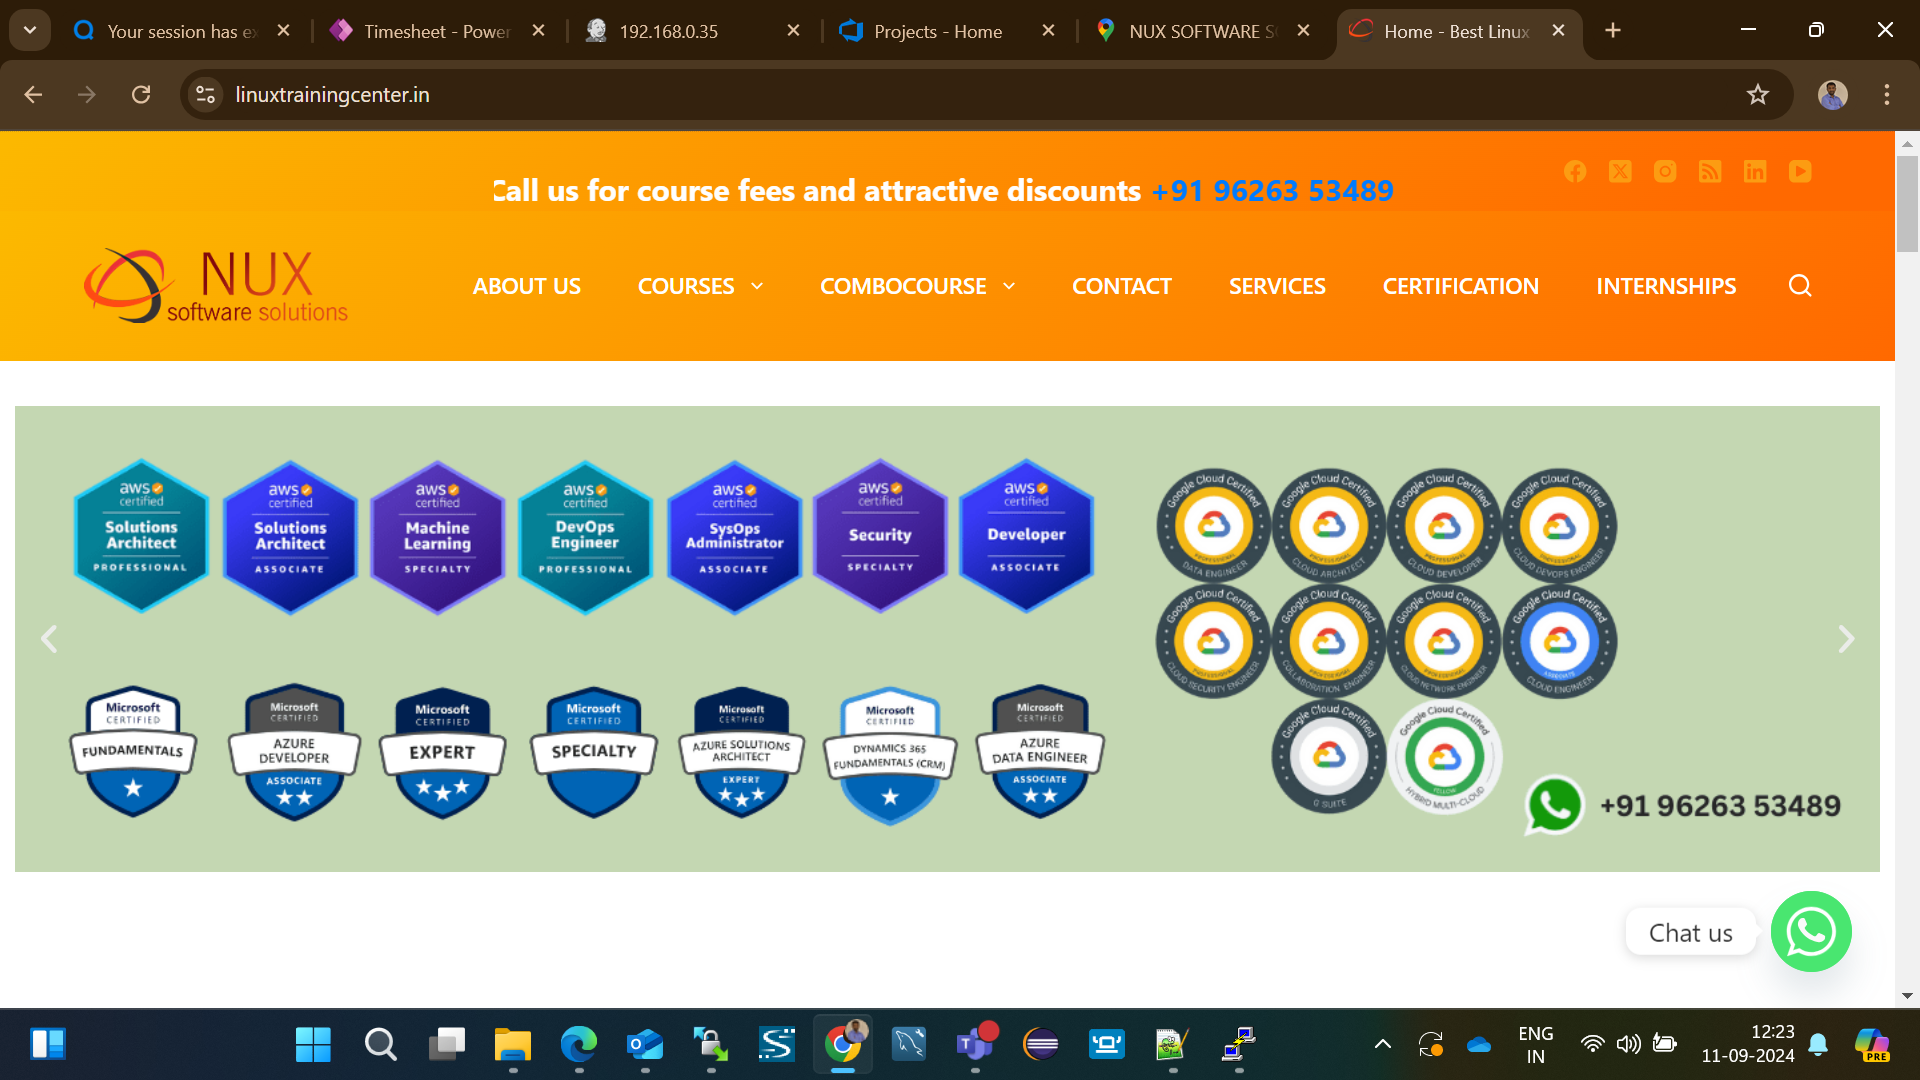 Your session has ex
Timesheet - Power
192.168.0.35
Projects - Home
NUX SOFTWARE S
Home - Best Linux
linuxtrainingcenter.in
Call us for course fees and attractive discounts +91 96263 53489
NUX
software solutions
ABOUT US
COURSES
COMBOCOURSE
CONTACT
SERVICES
CERTIFICATION
INTERNSHIPS
aws
certified
Solutions
Architect
PROFESSIONAL
aws
certified
Solutions
Architect
ASSOCIATE
aws
certified
Machine
Learning
SPECIALTY
aws
certified
DevOps
Engineer
PROFESSIONAL
aws
certified
SysOps
Administrator
ASSOCIATE
aws
certified
Security
SPECIALTY
aws
certified
Developer
ASSOCIATE
Google Cloud Certified
PROFESSIONAL
DATA ENGINEER
Google Cloud Certified
PROFESSIONAL
CLOUD ARCHITECT
Google Cloud Certified
PROFESSIONAL
CLOUD DEVELOPER
Google Cloud Certified
PROFESSIONAL
CLOUD DEVOPS ENGINEER
Google Cloud Certified
PROFESSIONAL
CLOUD SECURITY ENGINEER
Google Cloud Certified
PROFESSIONAL
COLLABORATION ENGINEER
Google Cloud Certified
PROFESSIONAL
CLOUD NETWORK ENGINEER
Google Cloud Certified
ASSOCIATE
CLOUD ENGINEER
Google Cloud Certified
G SUITE
Google Cloud Certified
FELLOW
HYBRID MULTI-CLOUD
Microsoft
CERTIFIED
FUNDAMENTALS
Microsoft
CERTIFIED
AZURE
DEVELOPER
ASSOCIATE
Microsoft
CERTIFIED
EXPERT
Microsoft
CERTIFIED
SPECIALTY
Microsoft
CERTIFIED
AZURE SOLUTIONS
ARCHITECT
EXPERT
Microsoft
CERTIFIED
DYNAMICS 365
FUNDAMENTALS (CRM)
Microsoft
CERTIFIED
AZURE
DATA ENGINEER
ASSOCIATE
+91 96263 53489
Chat us
ENG
IN
12:23
11-09-2024
PRE